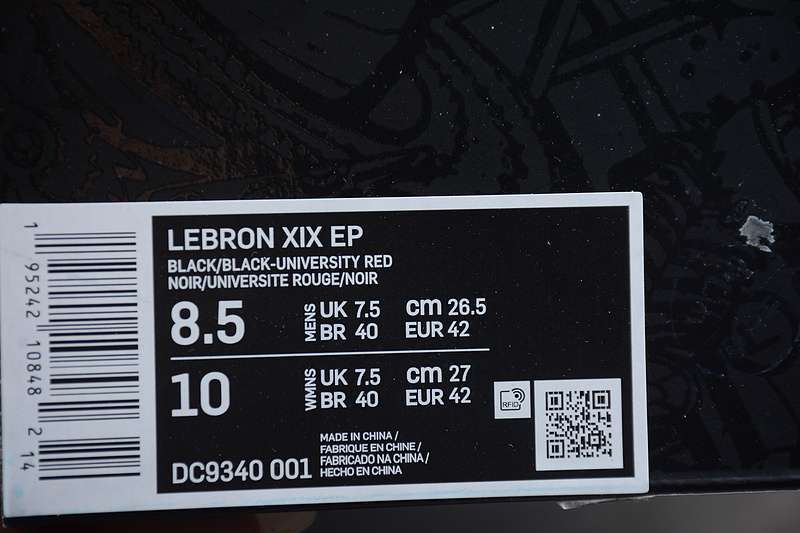 LEBRON XIX EP
BLACK/BLACK-UNIVERSITY RED
NOIR/UNIVERSITE ROUGE/NOIR
8.5 MENS UK 7.5 cm 26.5
BR 40 EUR 42
10 WMNS UK 7.5 cm 27
BR 40 EUR 42
RFID
DC9340 001
MADE IN CHINA /
FABRIQUE EN CHINE /
FABRICADO NA CHINA /
HECHO EN CHINA
1 95242 10848 2 14